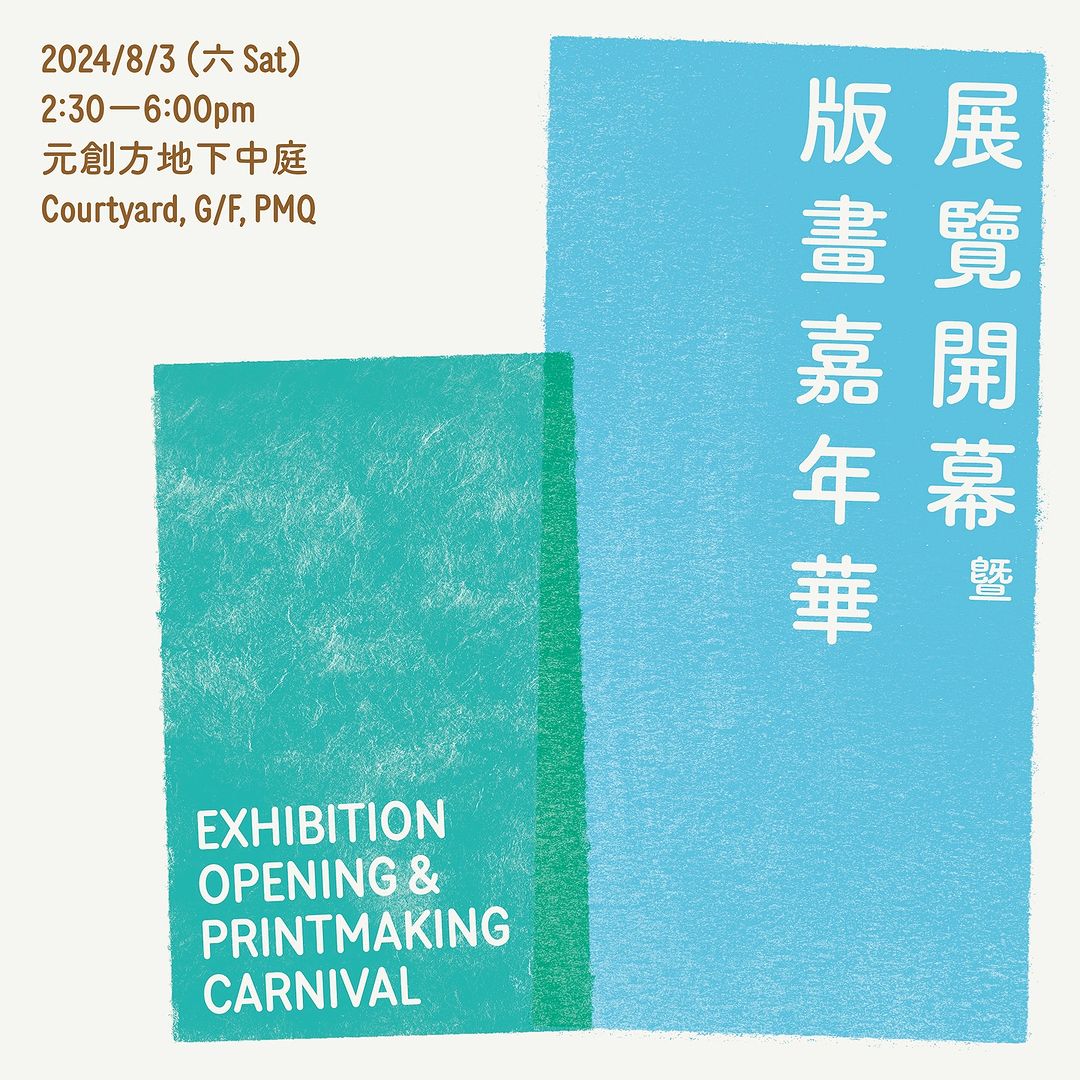 2024/8/3 (六 Sat)
2:30—6:00pm
元創方地下中庭
Courtyard, G/F, PMQ
展覽開幕暨
版畫嘉年華
EXHIBITION
OPENING &
PRINTMAKING
CARNIVAL